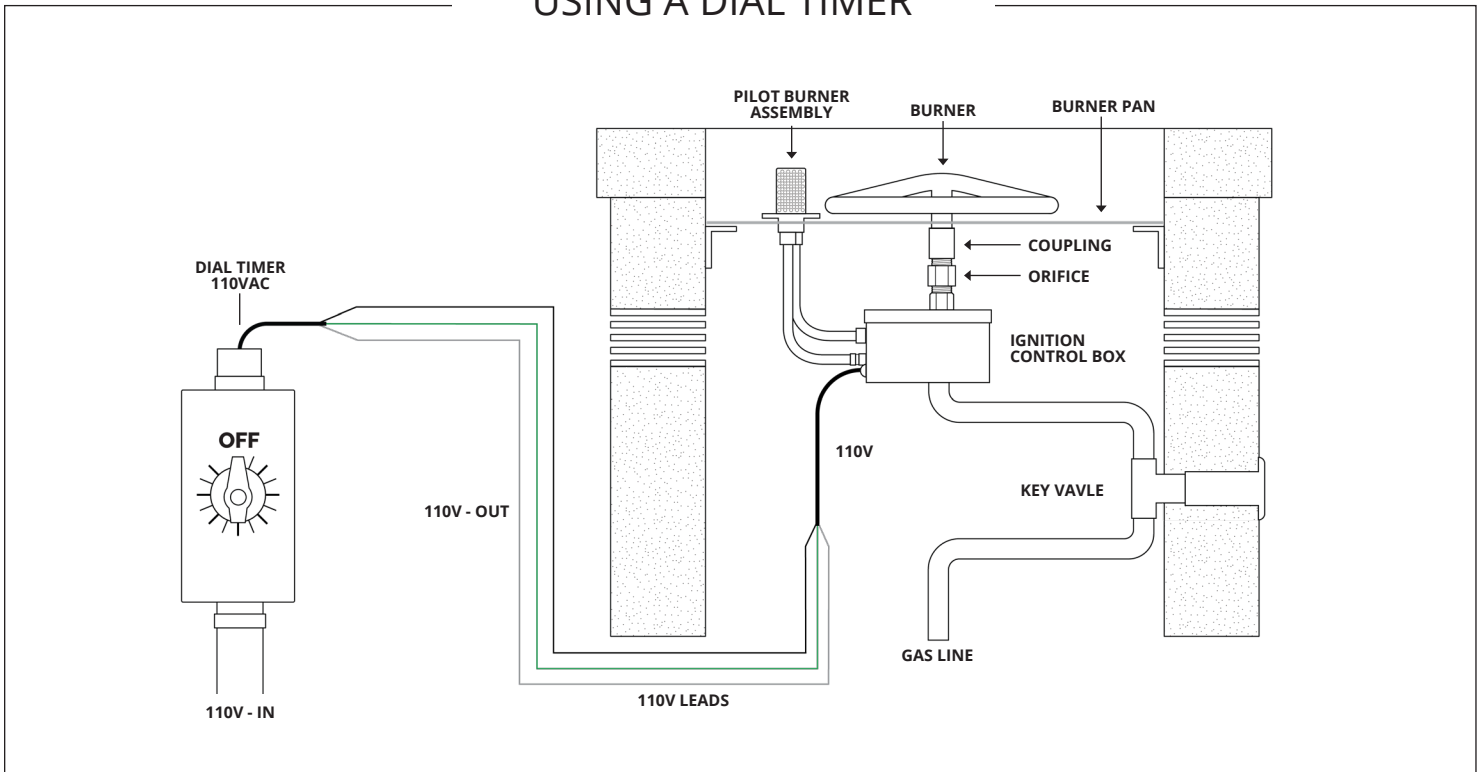 USING A DIAL TIMER
PILOT BURNER
ASSEMBLY
BURNER
BURNER PAN
COUPLING
ORIFICE
DIAL TIMER
110VAC
IGNITION
CONTROL BOX
OFF
110V
KEY VAVLE
110V - OUT
GAS LINE
110V LEADS
110V - IN